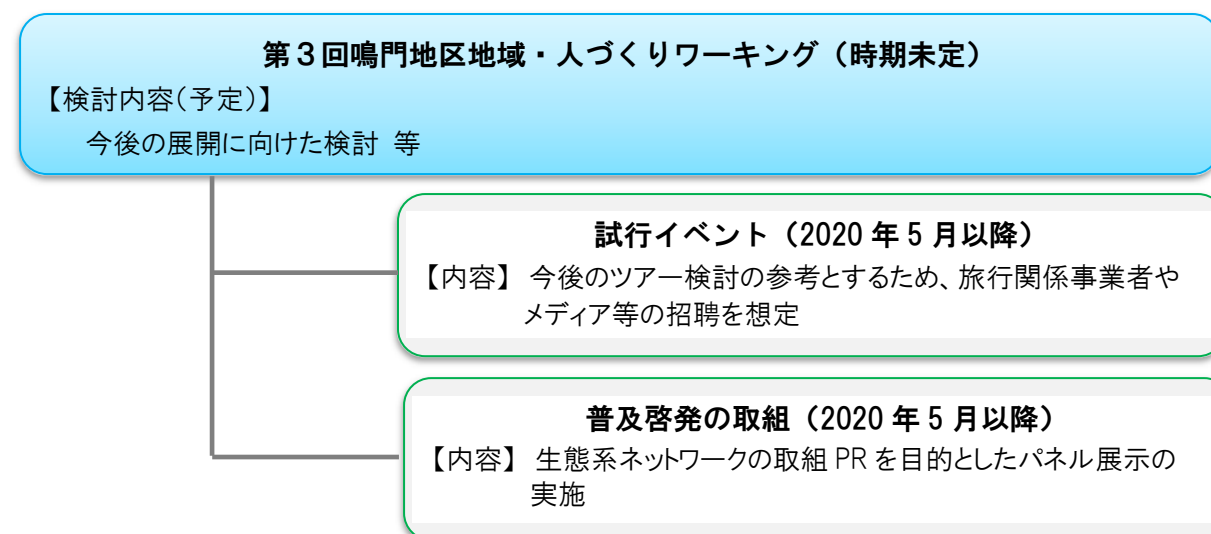 第３回鳴門地区地域・人づくりワーキング（時期未定）
【検討内容（予定）】
今後の展開に向けた検討 等
試行イベント（2020 年 5 月以降）
【内容】 今後のツアー検討の参考とするため、旅行関係事業者や
メディア等の招聘を想定
普及啓発の取組（2020 年 5 月以降）
【内容】 生態系ネットワークの取組 PR を目的としたパネル展示の
実施